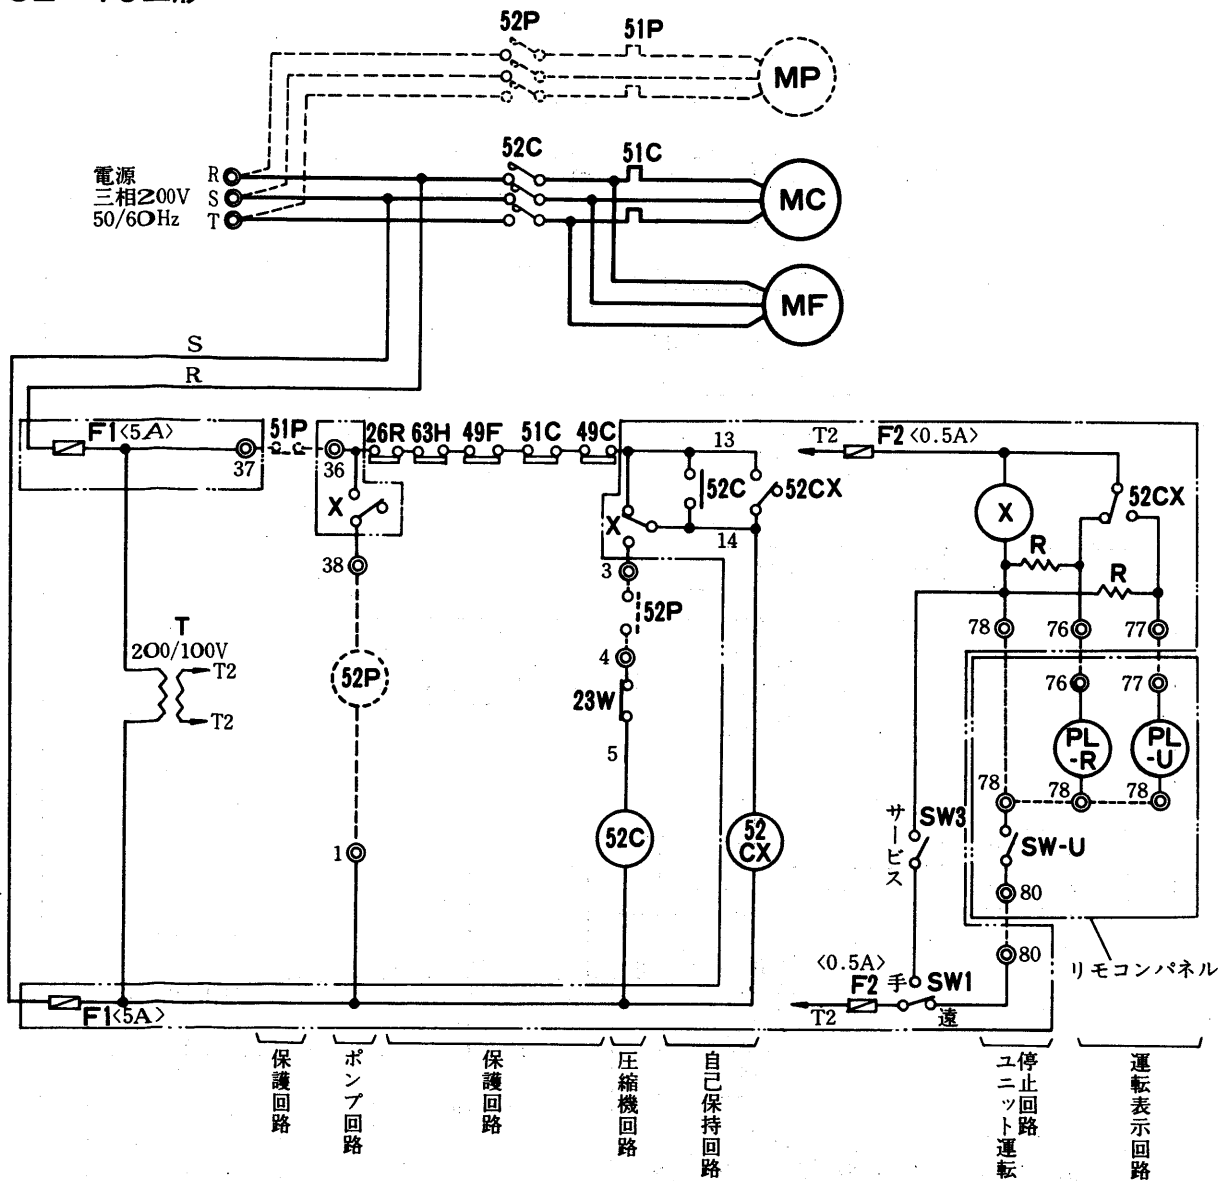 52P
51P
MP
52C
51C
電源
三相200V
50/60Hz
R
S
T
MC
MF
S
R
F1<5A>
51P
37
36
26R
63H
49F
51C
49C
13
T2
F2<0.5A>
X
52C
52CX
X
14
X
52CX
R
R
38
3
52P
78
76
77
T
200/100V
T2
T2
52P
4
23W
5
76
77
PL
-R
PL
-U
78
78
78
1
52C
52
CX
サービス
SW3
SW-U
80
80
リモコンパネル
<0.5A>
F2
手
SW1
遠
T2
F1<5A>
保護回路
ポンプ回路
保護回路
圧縮機回路
自己保持回路
ユニット運転
停止回路
運転表示回路